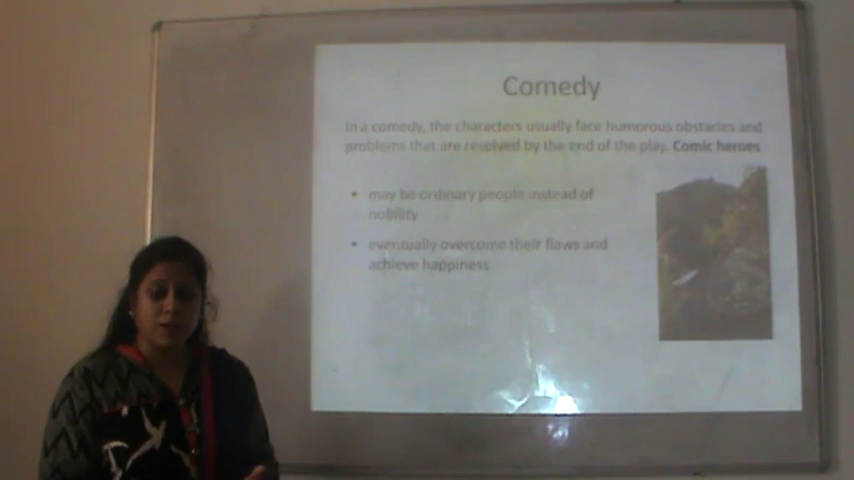 Comedy
In a comedy, the characters usually face humorous obstacles and
problems that are resolved by the end of the play. Comic heroes
• may be ordinary people instead of
nobility
• eventually overcome their flaws and
achieve happiness